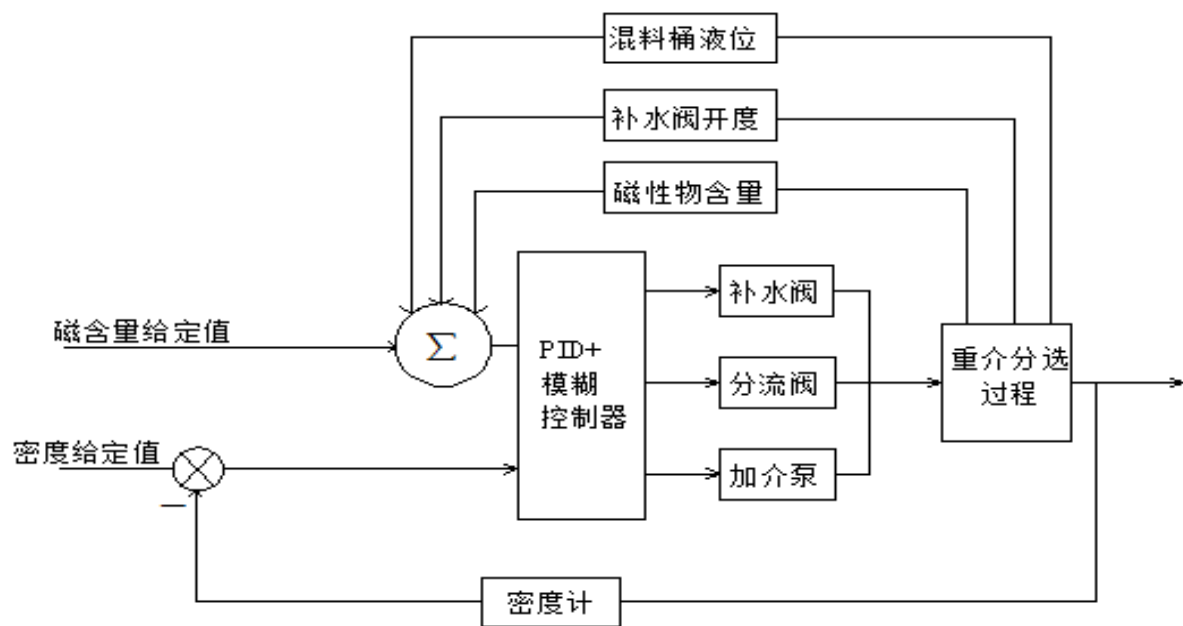 混料桶液位
补水阀开度
磁性物含量
磁含量给定值
Σ
PID+
模糊
控制器
补水阀
分流阀
加介泵
重介分选
过程
密度给定值
—
密度计